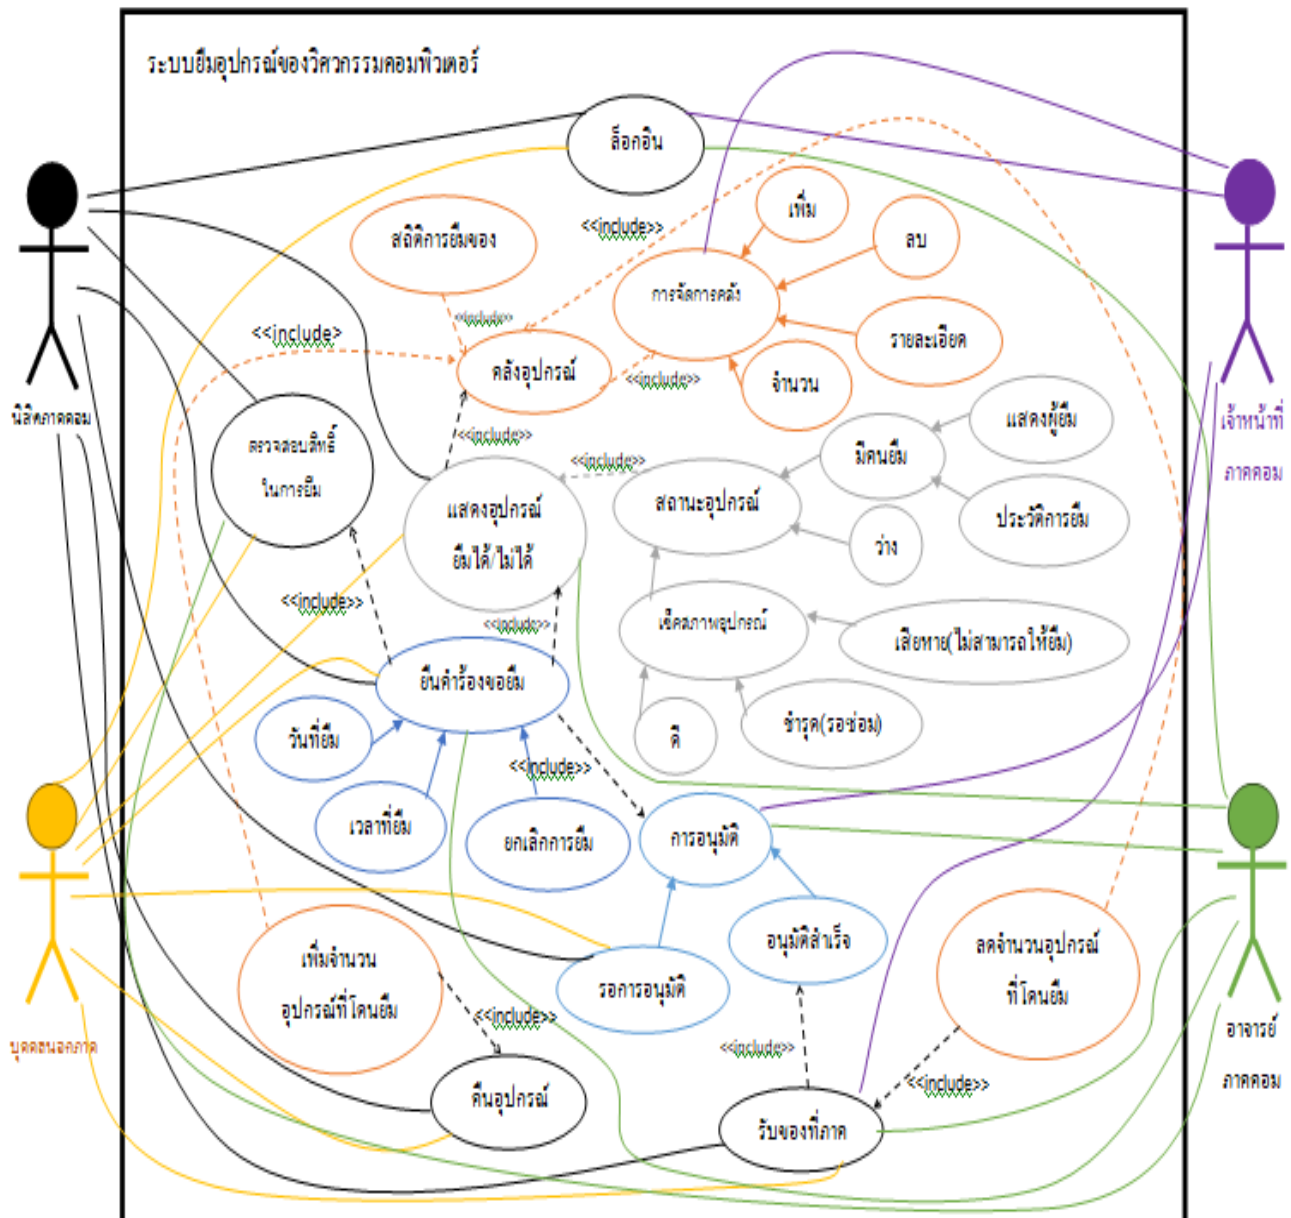 ระบบยืมอุปกรณ์ของวิศวกรรมคอมพิวเตอร์
ล็อกอิน
เพิ่ม
ลบ
<<include>>
สถิติการยืมของ
การจัดการคลัง
<<include>>
<<include>
รายละเอียด
คลังอุปกรณ์
<<include>>
จำนวน
นิสิตภาคคอม
เจ้าหน้าที่
ภาคคอม
แสดงผู้ยืม
ตรวจสอบสิทธิ์
ในการยืม
<<include>>
<<include>>
มีคนยืม
แสดงอุปกรณ์
ยืมได้/ไม่ได้
สถานะอุปกรณ์
ประวัติการยืม
ว่าง
<<include>>
<<include>>
เช็คสภาพอุปกรณ์
เสียหาย(ไม่สามารถให้ยืม)
ยืนคำร้องขอยืม
วันที่ยืม
ดี
ชำรุด(รอซ่อม)
<<include>>
เวลาที่ยืม
ยกเลิกการยืม
การอนุมัติ
เพิ่มจำนวน
อุปกรณ์ที่โดนยืม
อนุมัติสำเร็จ
ลดจำนวนอุปกรณ์
ที่โดนยืม
รอการอนุมัติ
<<include>>
บุคคลนอกภาค
อาจารย์
ภาคคอม
<<include>>
<<include>>
คืนอุปกรณ์
รับของที่ภาค